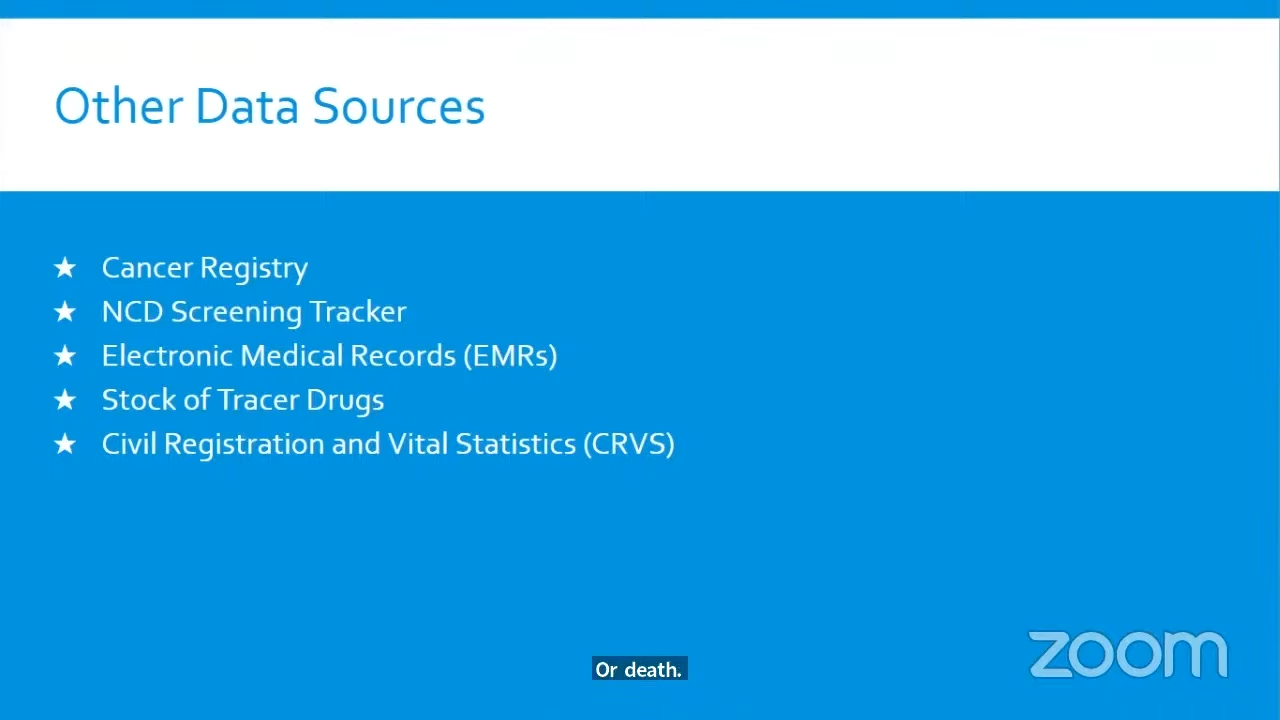 Other Data Sources
★ Cancer Registry
★ NCD Screening Tracker
★ Electronic Medical Records (EMRs)
★ Stock of Tracer Drugs
★ Civil Registration and Vital Statistics (CRVS)
zoom
Or death.